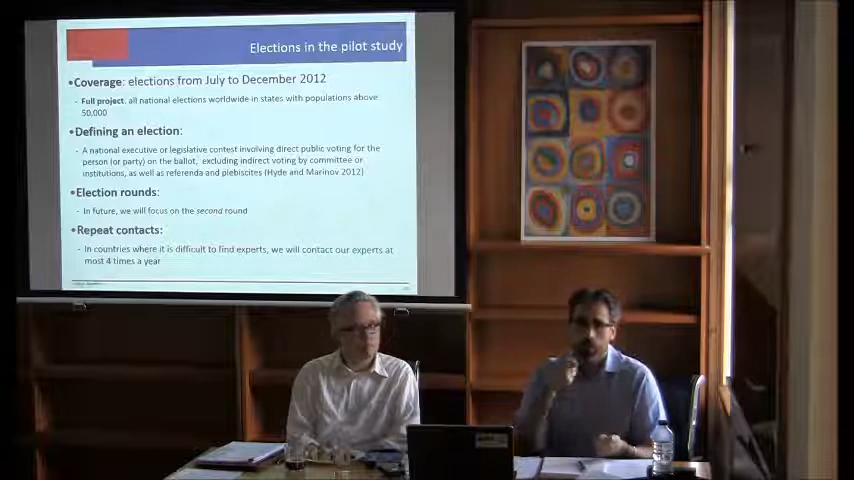 Elections in the pilot study
•Coverage: elections from July to December 2012
- Full project. all national elections worldwide in states with populations above
50,000
•Defining an election:
- A national executive or legislative contest involving direct public voting for the
person (or party) on the ballot, excluding indirect voting by committee or
institutions, as well as referenda and plebiscites (Hyde and Marinov 2012)
•Election rounds:
- In future, we will focus on the second round
•Repeat contacts:
- In countries where it is difficult to find experts, we will contact our experts at
most 4 times a year